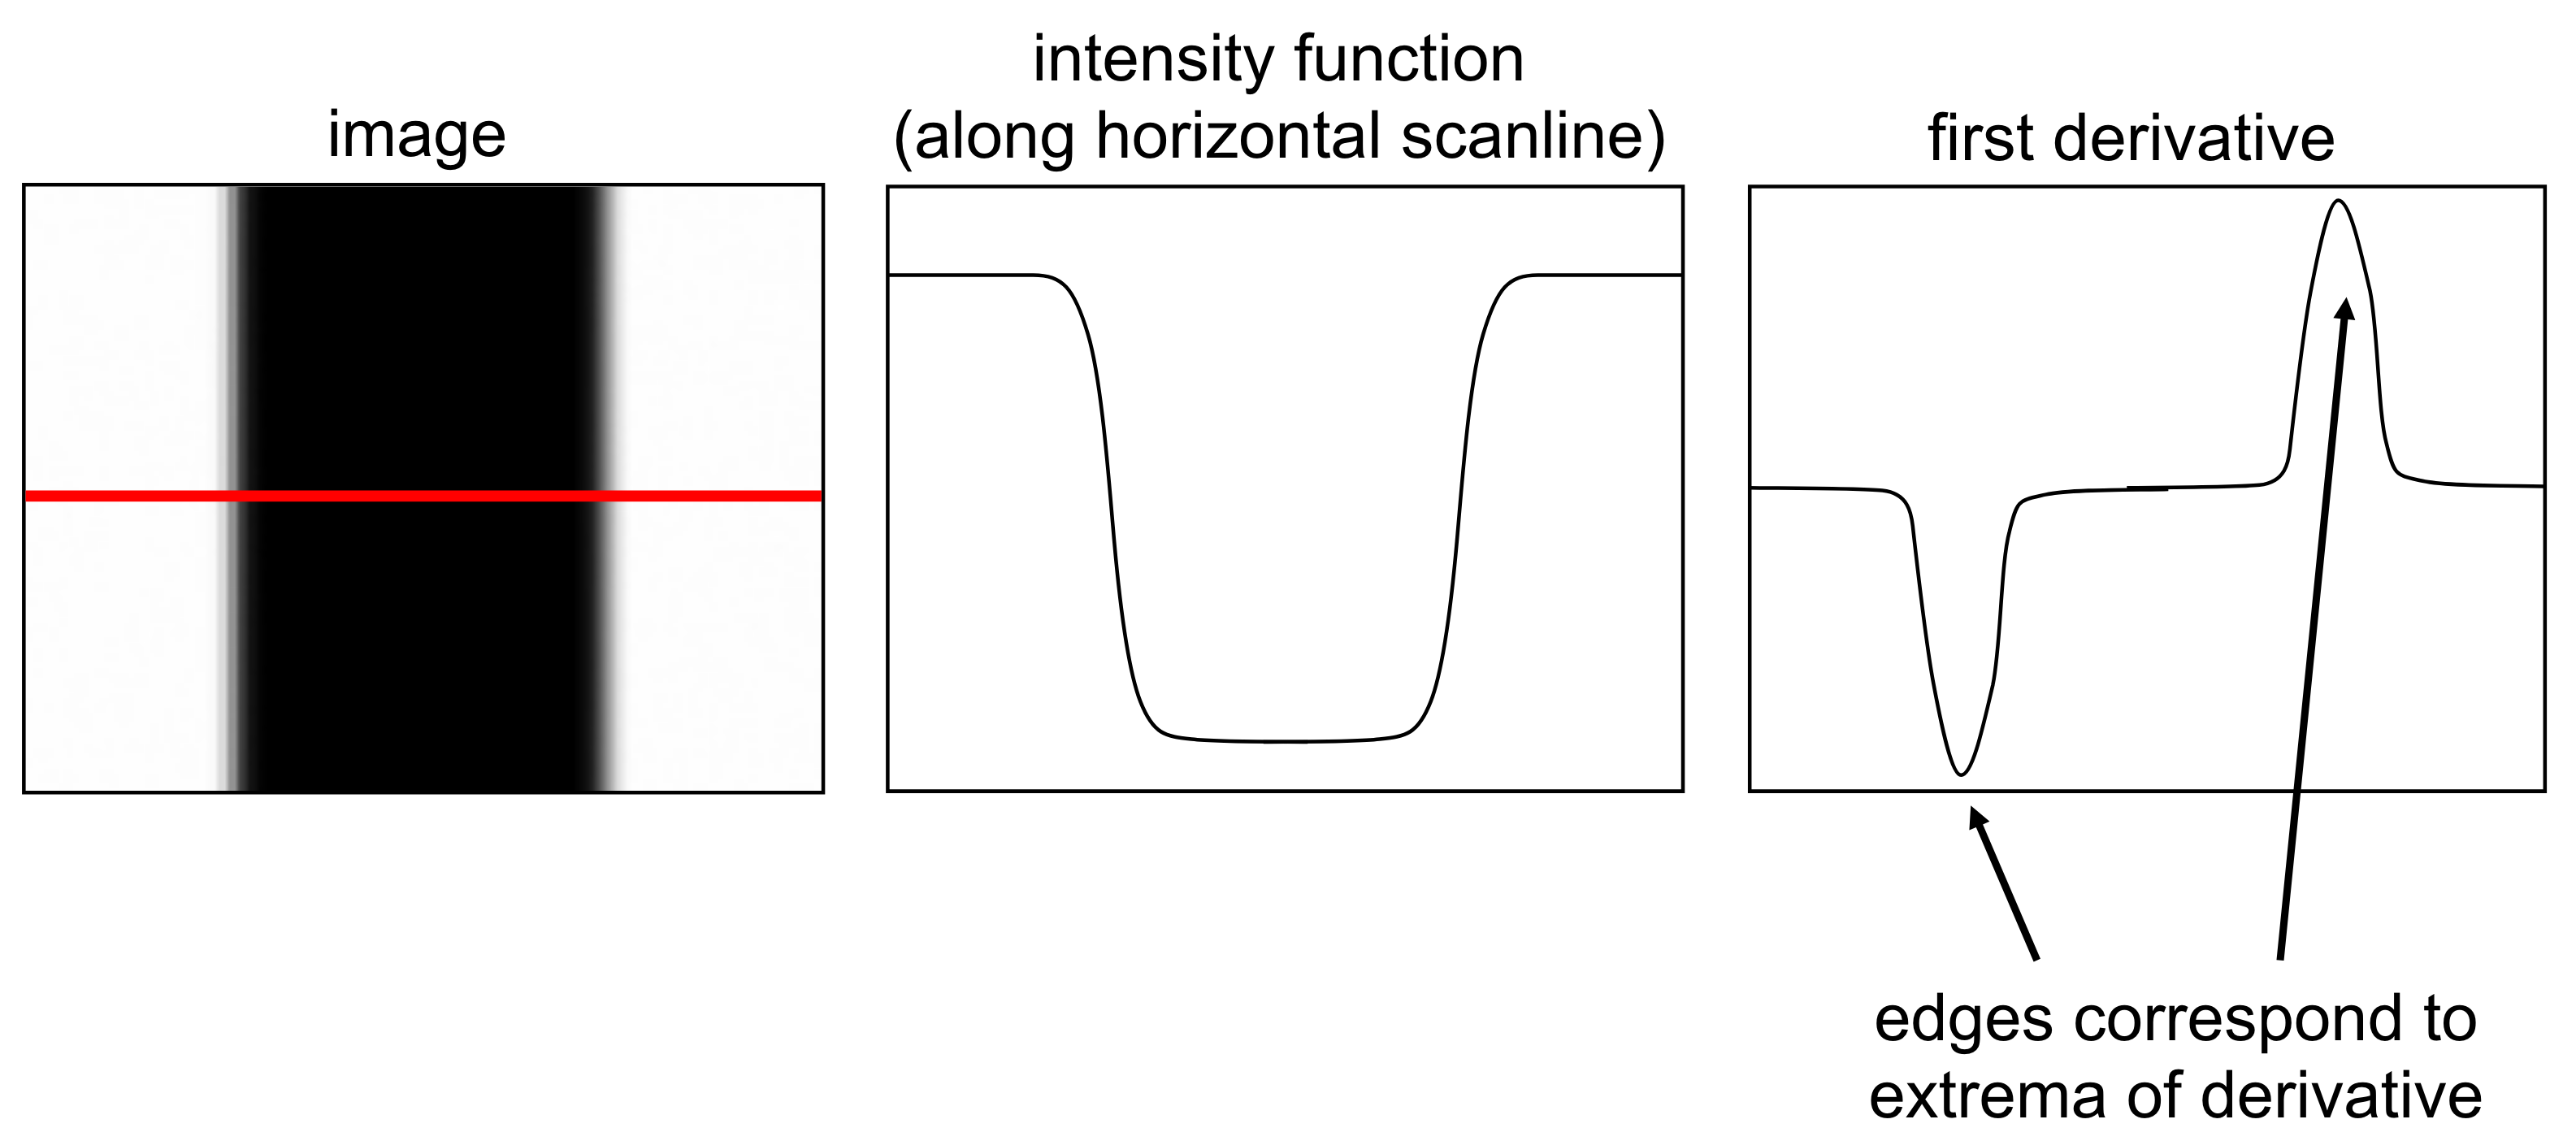 image
intensity function
(along horizontal scanline)
first derivative
edges correspond to
extrema of derivative